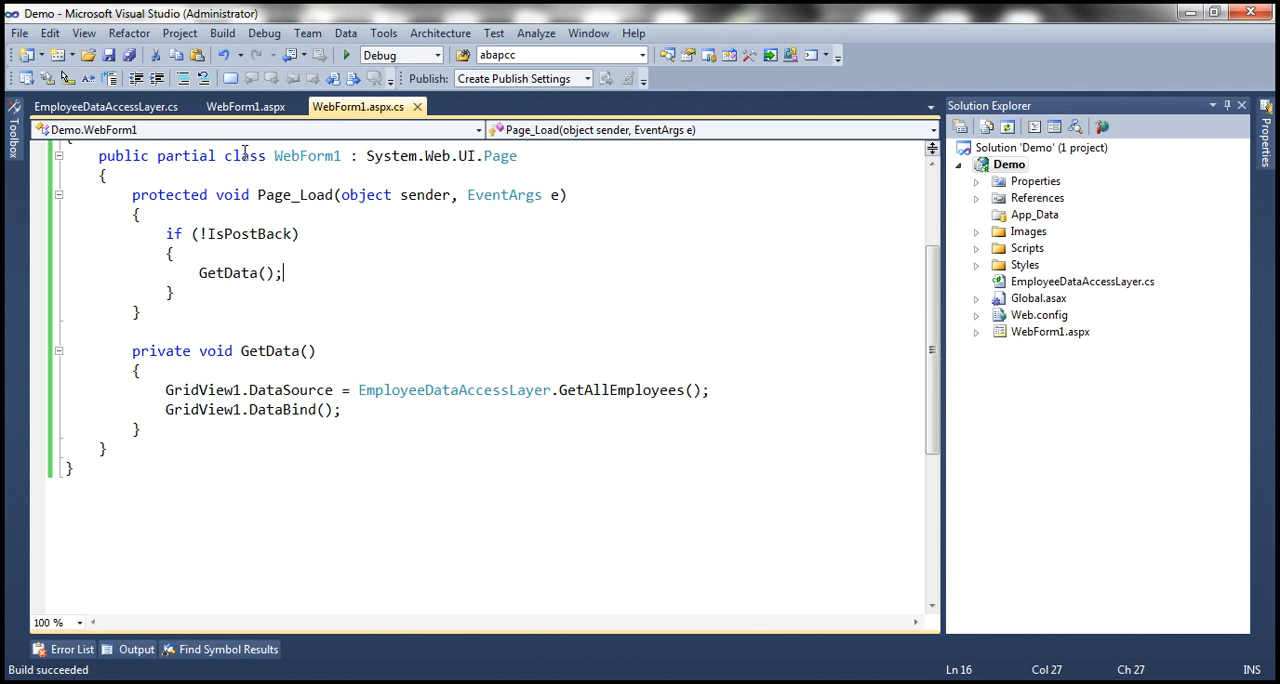 Demo - Microsoft Visual Studio (Administrator)
File Edit View Refactor Project Build Debug Team Data Tools Architecture Test Analyze Window Help
Debug abapcc
Publish: Create Publish Settings
EmployeeDataAccessLayer.cs WebForm1.aspx WebForm1.aspx.cs
Demo.WebForm1 Page_Load(object sender, EventArgs e)
public partial class WebForm1 : System.Web.UI.Page
{
protected void Page_Load(object sender, EventArgs e)
{
if (!IsPostBack)
{
GetData();
}
}
private void GetData()
{
GridView1.DataSource = EmployeeDataAccessLayer.GetAllEmployees();
GridView1.DataBind();
}
}
}
100 %
Toolbox
Solution Explorer
Solution 'Demo' (1 project)
Demo
Properties
References
App_Data
Images
Scripts
Styles
EmployeeDataAccessLayer.cs
Global.asax
Web.config
WebForm1.aspx
Properties
Error List Output Find Symbol Results
Build succeeded Ln 16 Col 27 Ch 27 INS